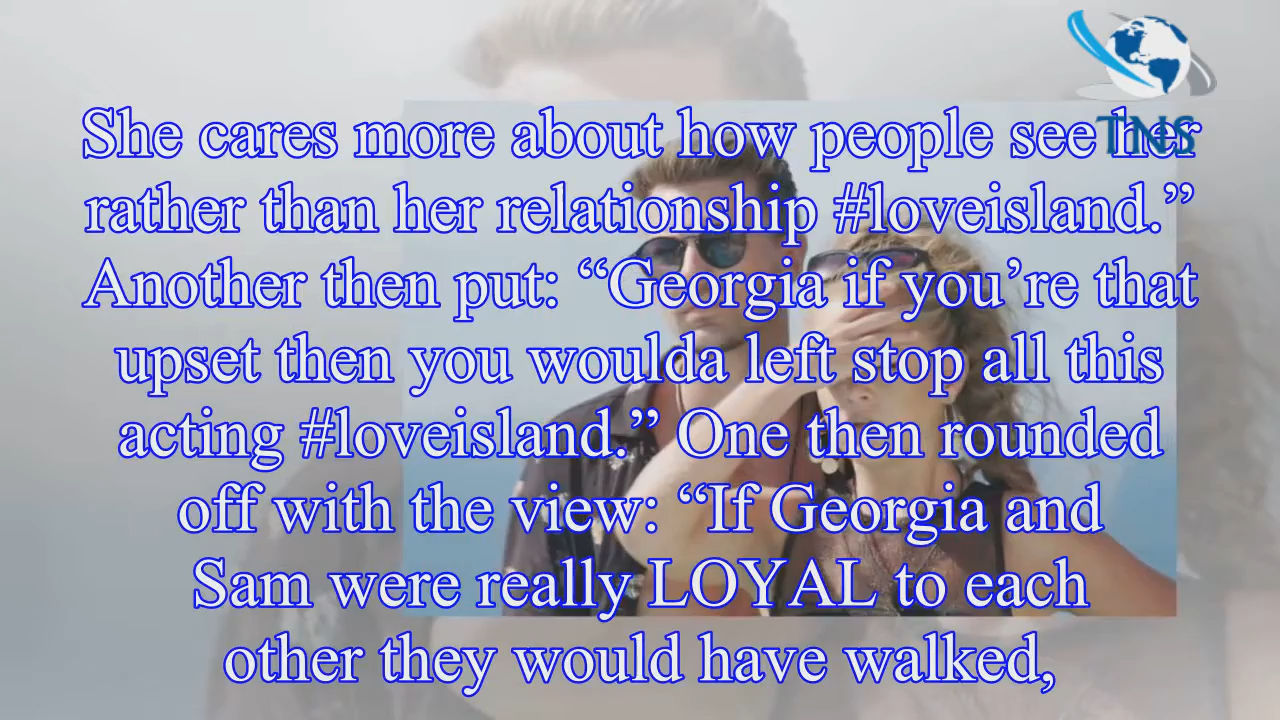 TNS
She cares more about how people see her
rather than her relationship #loveisland.”
Another then put: “Georgia if you’re that
upset then you woulda left stop all this
acting #loveisland.” One then rounded
off with the view: “If Georgia and
Sam were really LOYAL to each
other they would have walked,